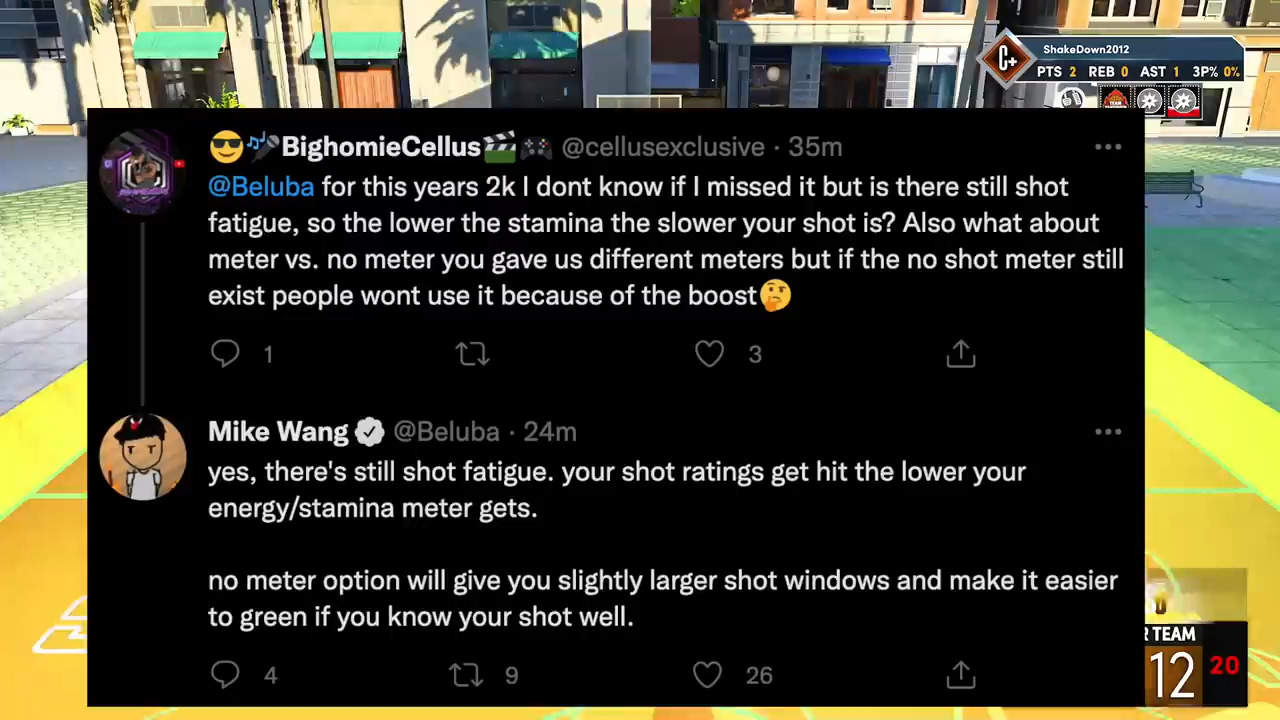 ShakeDown2012
C+
PTS 2 REB 0 AST 1 3P% 0%
😎🎶🎤BighomieCellus🎬🎮 @cellusexclusive · 35m
@Beluba for this years 2k I dont know if I missed it but is there still shot
fatigue, so the lower the stamina the slower your shot is? Also what about
meter vs. no meter you gave us different meters but if the no shot meter still
exist people wont use it because of the boost🤔
1 3
Mike Wang @Beluba · 24m
yes, there's still shot fatigue. your shot ratings get hit the lower your
energy/stamina meter gets.
no meter option will give you slightly larger shot windows and make it easier
to green if you know your shot well.
4 9 26
TEAM
12 20